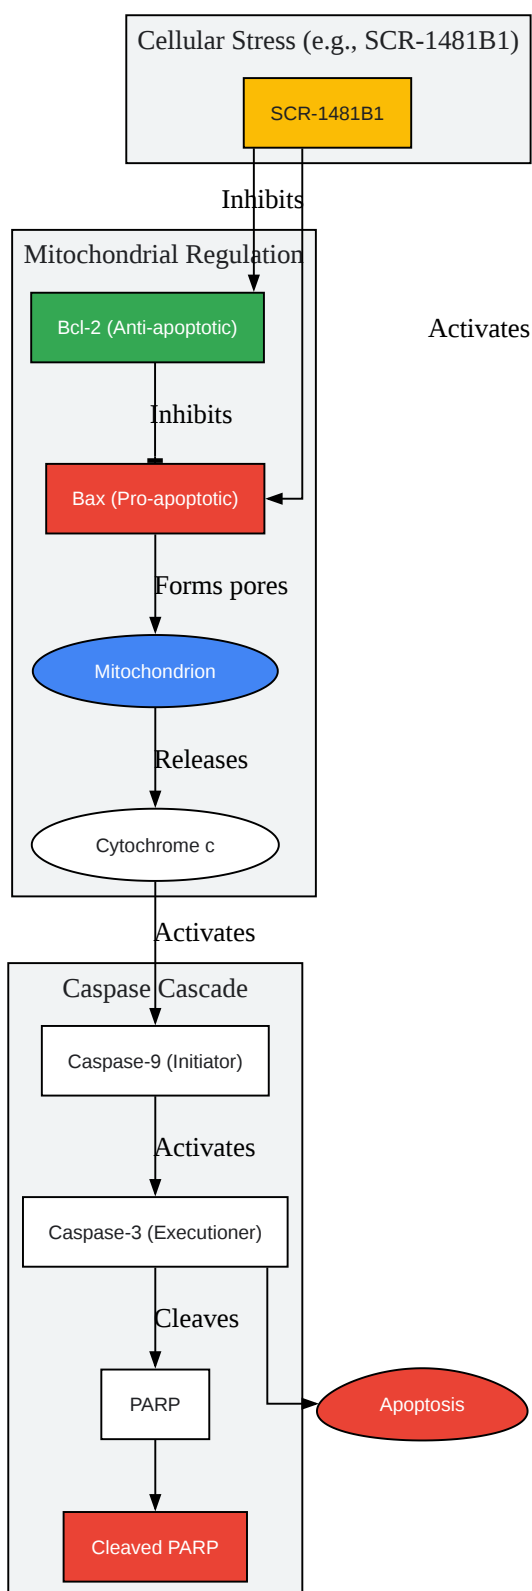 Cellular Stress (e.g., SCR-1481B1)
SCR-1481B1
Inhibits
Mitochondrial Regulation
Bcl-2 (Anti-apoptotic)
Activates
Inhibits
Bax (Pro-apoptotic)
Forms pores
Mitochondrion
Releases
Cytochrome c
Activates
Caspase Cascade
Caspase-9 (Initiator)
Activates
Caspase-3 (Executioner)
Cleaves
PARP
Apoptosis
Cleaved PARP